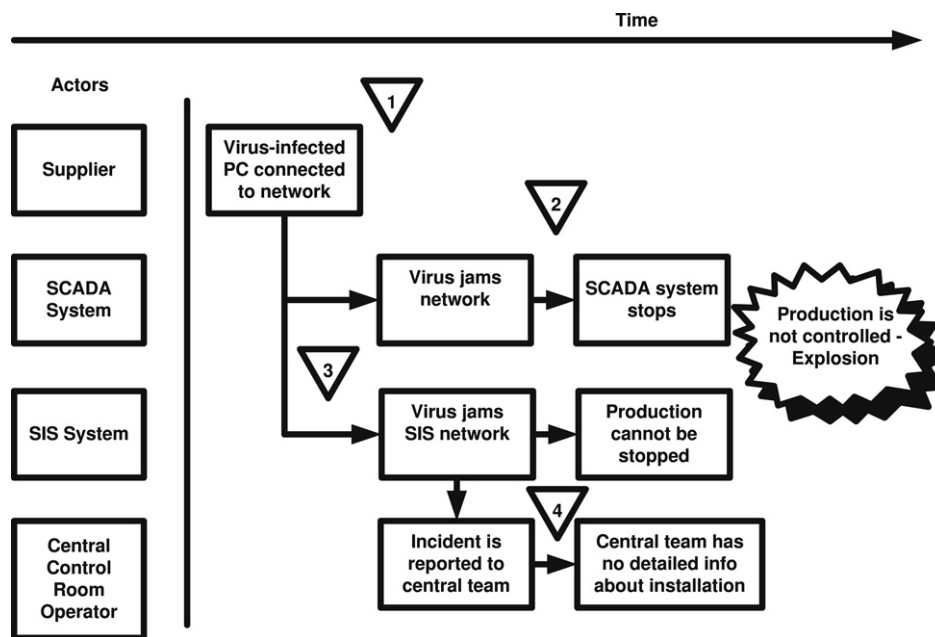 Time
Actors
1
Supplier
Virus-infected
PC connected
to network
2
SCADA
System
Virus jams
network
SCADA system
stops
Production is
not controlled -
Explosion
3
SIS System
Virus jams
SIS network
Production
cannot be
stopped
4
Central
Control
Room
Operator
Incident is
reported to
central team
Central team has
no detailed info
about installation